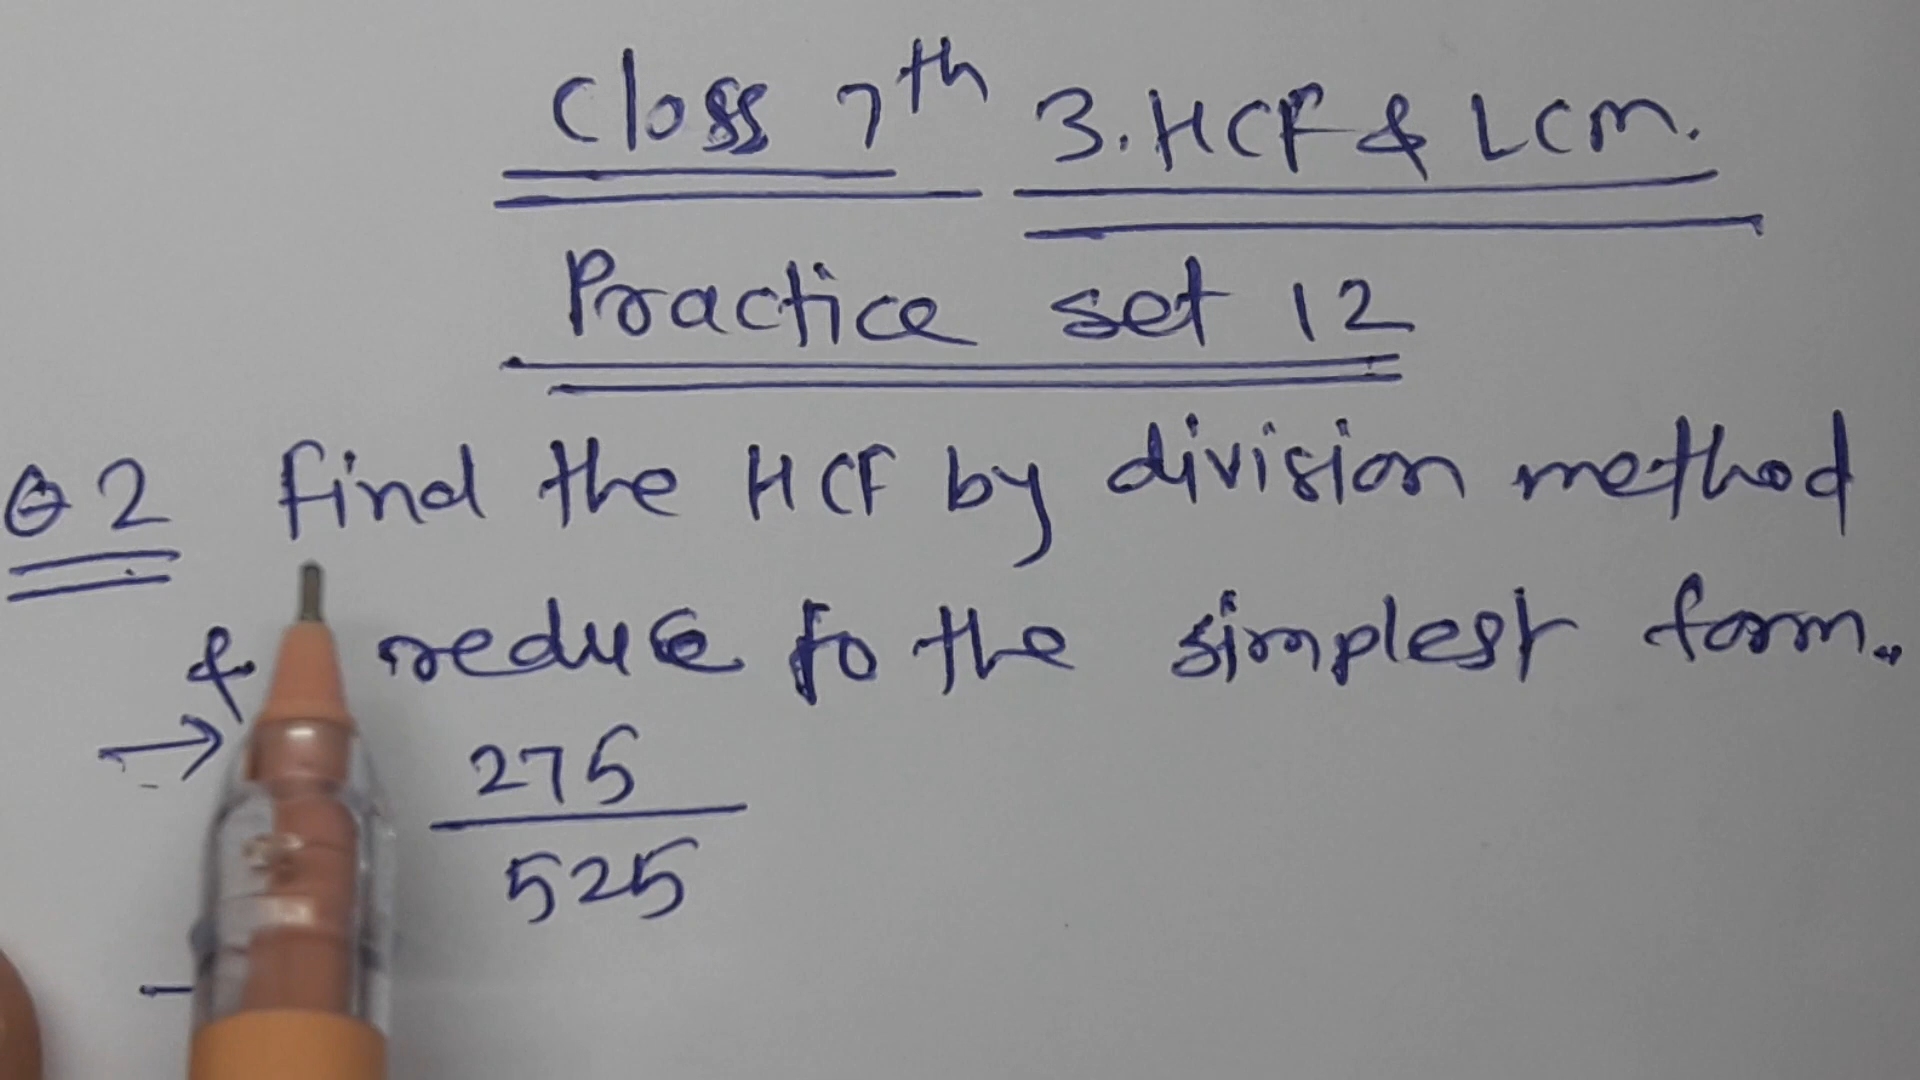 Class 7th 3. HCF & LCM.
Practice set 12
Q2 Find the HCF by division method
& reduce to the simplest form.
→ 275
525